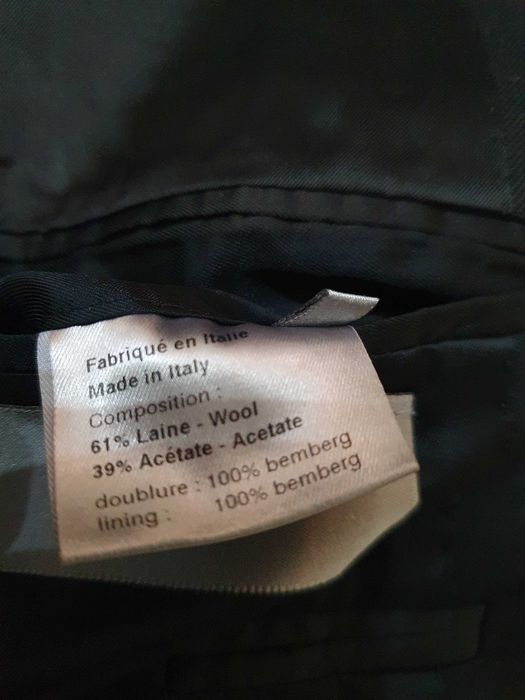 Fabriqué en Italie
Made in Italy
Composition :
61% Laine - Wool
39% Acétate - Acetate
doublure : 100% bemberg
lining : 100% bemberg